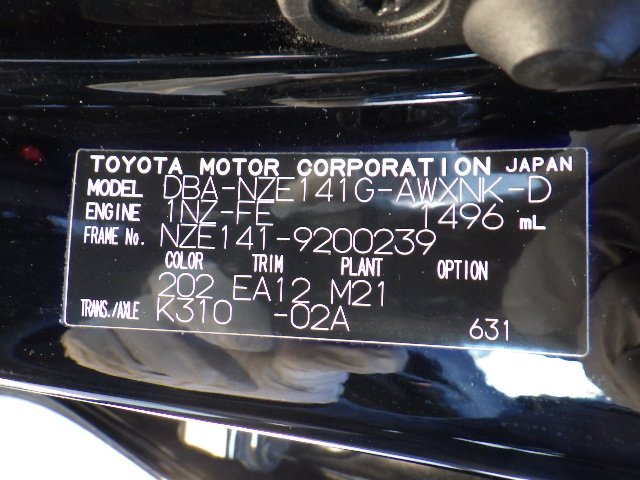 TOYOTA MOTOR CORPORATION JAPAN
MODEL DBA-NZE141G-AWXNK-D
ENGINE 1NZ-FE 1496 mL
FRAME No. NZE141-9200239
COLOR TRIM PLANT OPTION
202 EA12 M21
TRANS./AXLE K310 -02A
631